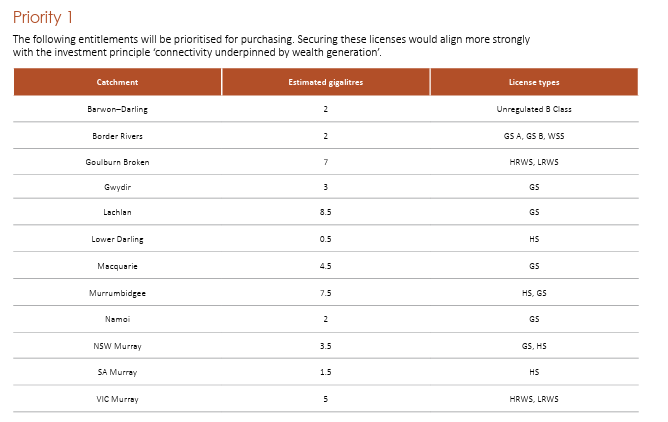 Priority 1
The following entitlements will be prioritised for purchasing. Securing these licenses would align more strongly
with the investment principle ‘connectivity underpinned by wealth generation’.
Catchment Estimated gigalitres License types
Barwon–Darling 2 Unregulated B Class
Border Rivers 2 GS A, GS B, WSS
Goulburn Broken 7 HRWS, LRWS
Gwydir 3 GS
Lachlan 8.5 GS
Lower Darling 0.5 HS
Macquarie 4.5 GS
Murrumbidgee 7.5 HS, GS
Namoi 2 GS
NSW Murray 3.5 GS, HS
SA Murray 1.5 HS
VIC Murray 5 HRWS, LRWS